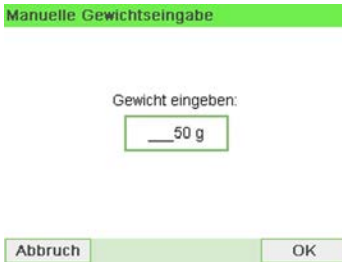 Manuelle Gewichtseingabe
Gewicht eingeben:
___50 g
Abbruch
OK